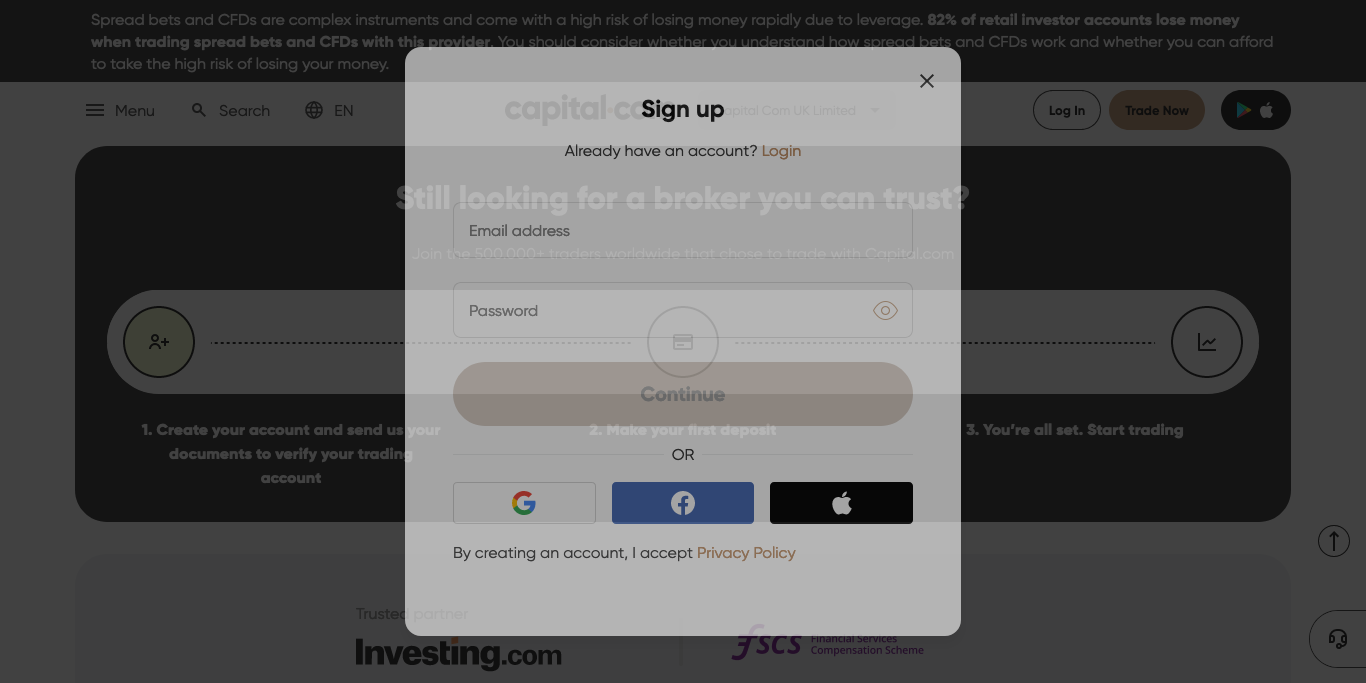 Spread bets and CFDs are complex instruments and come with a high risk of losing money rapidly due to leverage. 82% of retail investor accounts lose money
when trading spread bets and CFDs with this provider. You should consider whether you understand how spread bets and CFDs work and whether you can afford
to take the high risk of losing your money.
Menu
Search
EN
capital.co
Capital Com UK Limited
Log In
Trade Now
Sign up
Already have an account? Login
Still looking for a broker you can trust?
Email address
Join the 500,000+ traders worldwide that chose to trade with Capital.com
Password
Continue
1. Create your account and send us your
documents to verify your trading
account
2. Make your first deposit
3. You’re all set. Start trading
OR
By creating an account, I accept Privacy Policy
Trusted partner
Investing.com
fscs
Financial Services
Compensation Scheme